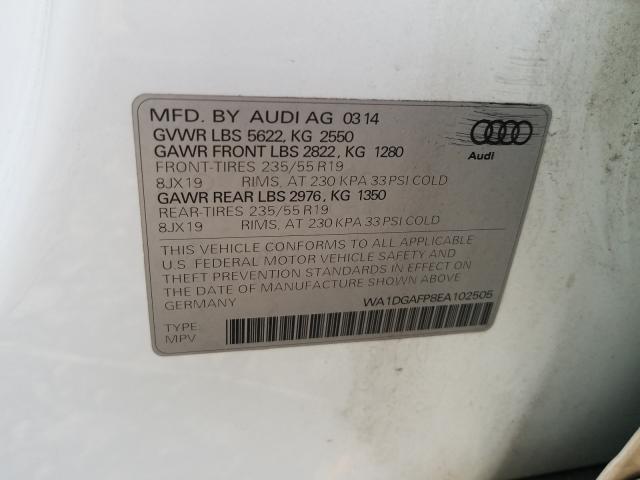 MFD. BY AUDI AG 03 14
GVWR LBS 5622, KG 2550
GAWR FRONT LBS 2822, KG 1280
FRONT-TIRES 235/55 R19
8JX19 RIMS, AT 230 KPA 33 PSI COLD
GAWR REAR LBS 2976, KG 1350
REAR-TIRES 235/55 R19
8JX19 RIMS, AT 230 KPA 33 PSI COLD
Audi
THIS VEHICLE CONFORMS TO ALL APPLICABLE
U.S. FEDERAL MOTOR VEHICLE SAFETY AND
THEFT PREVENTION STANDARDS IN EFFECT ON
THE DATE OF MANUFACTURE SHOWN ABOVE
GERMANY WA1DGAFP8EA102505
TYPE:
MPV